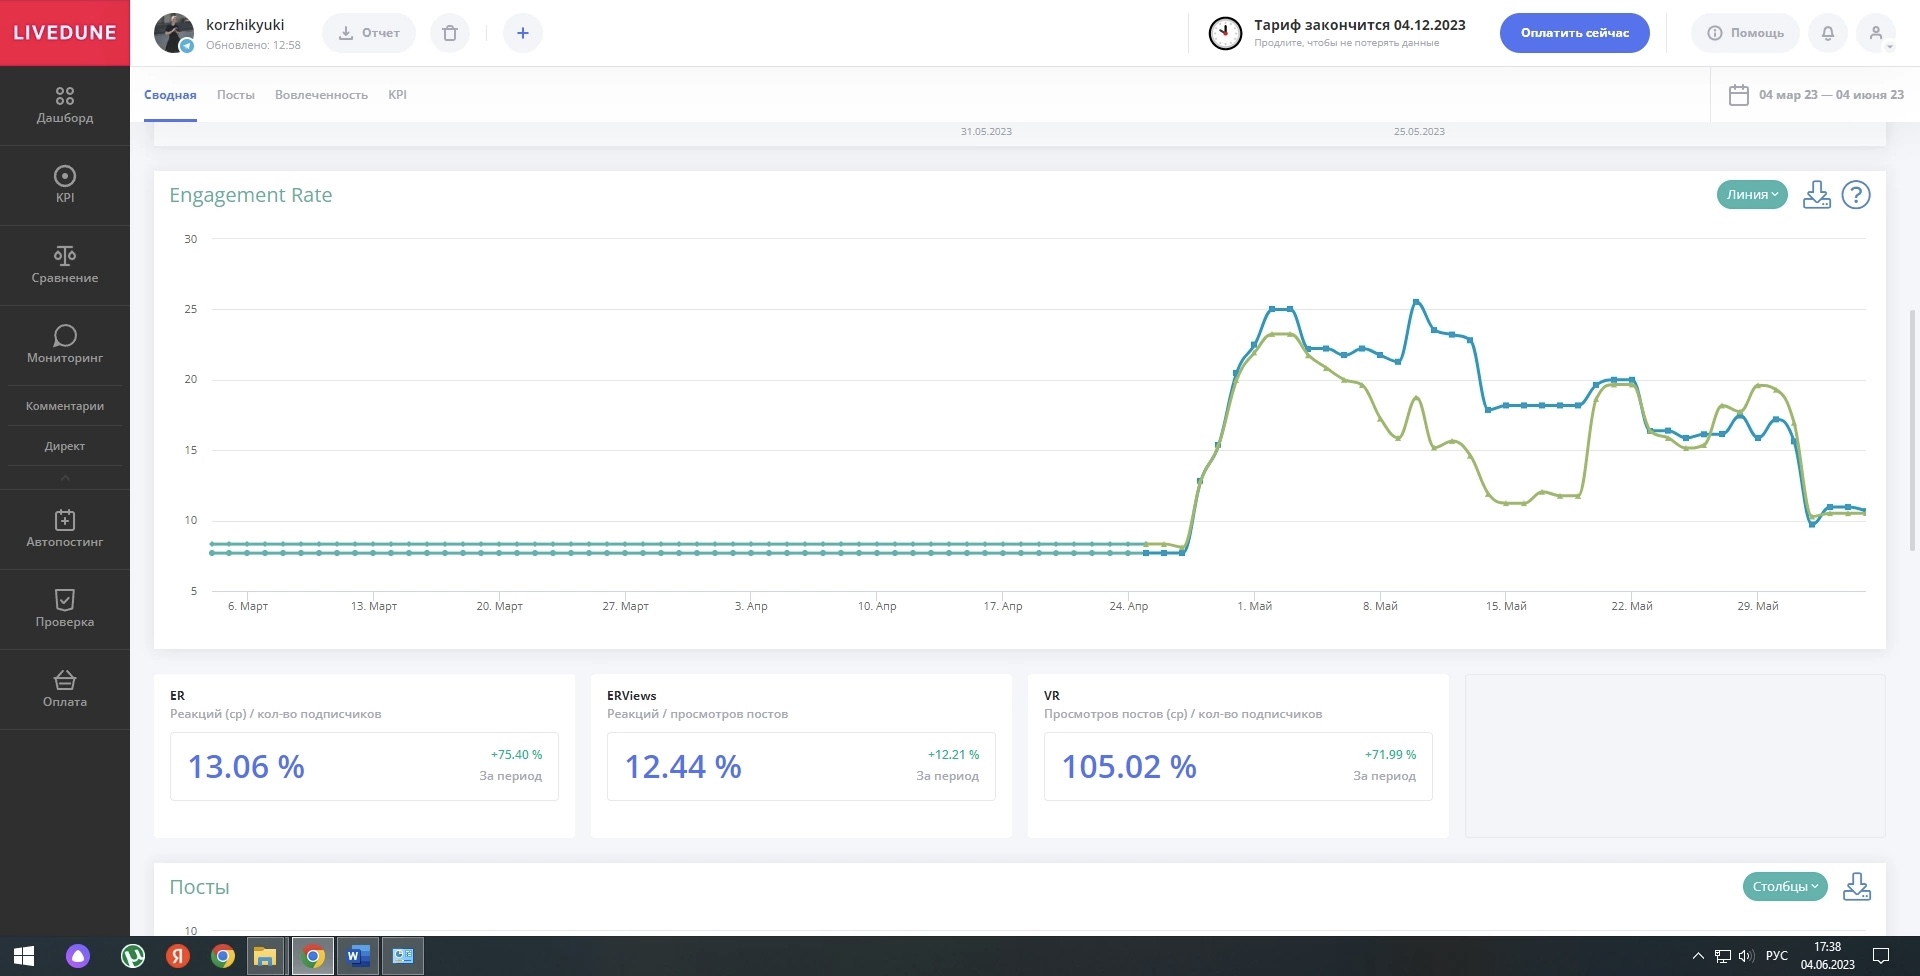 LIVEDUNE
korzhikyuki
Обновлено: 12:58
Отчет
Тариф закончится 04.12.2023
Продлите, чтобы не потерять данные
Оплатить сейчас
Помощь
Дашборд
KPI
Сравнение
Мониторинг
Комментарии
Директ
Автопостинг
Проверка
Оплата
Сводная
Посты
Вовлеченность
KPI
04 мар 23 — 04 июня 23
31.05.2023
25.05.2023
Engagement Rate
Линия
?
30
25
20
15
10
5
6. Март
13. Март
20. Март
27. Март
3. Апр
10. Апр
17. Апр
24. Апр
1. Май
8. Май
15. Май
22. Май
29. Май
ER
Реакций (ср) / кол-во подписчиков
13.06 %
+75.40 %
За период
ERViews
Реакций / просмотров постов
12.44 %
+12.21 %
За период
VR
Просмотров постов (ср) / кол-во подписчиков
105.02 %
+71.99 %
За период
Посты
Столбцы
10
Я
W
РУС
17:38
04.06.2023